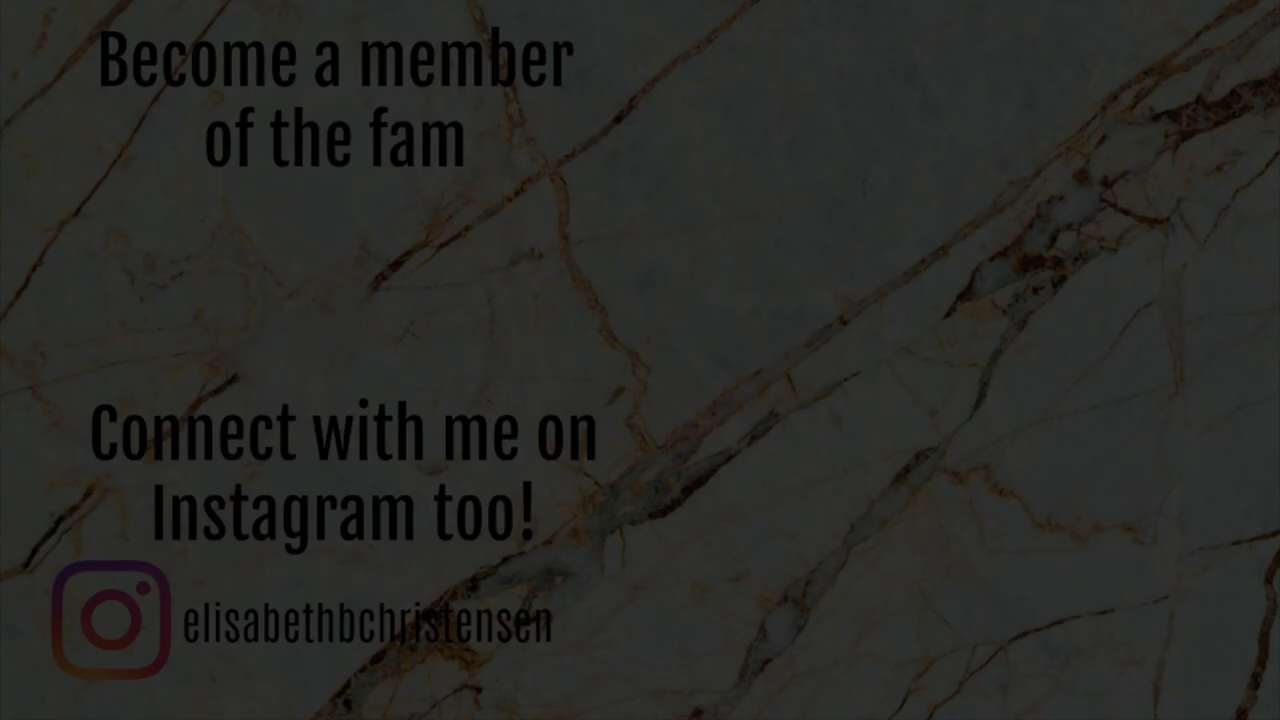 Become a member
of the fam
Connect with me on
Instagram too!
elisabethbchristensen